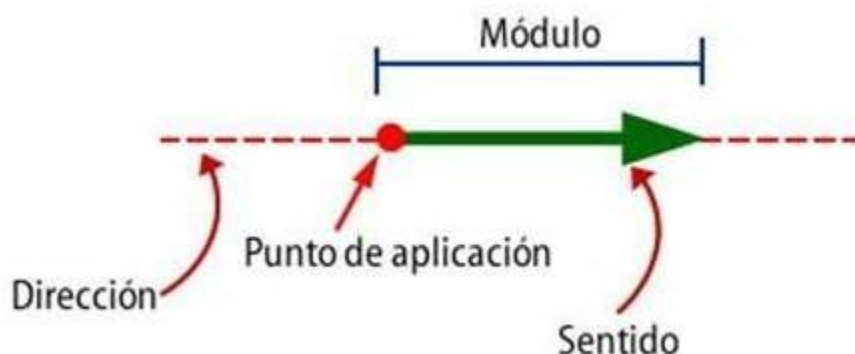 Módulo
Punto de aplicación
Dirección
Sentido